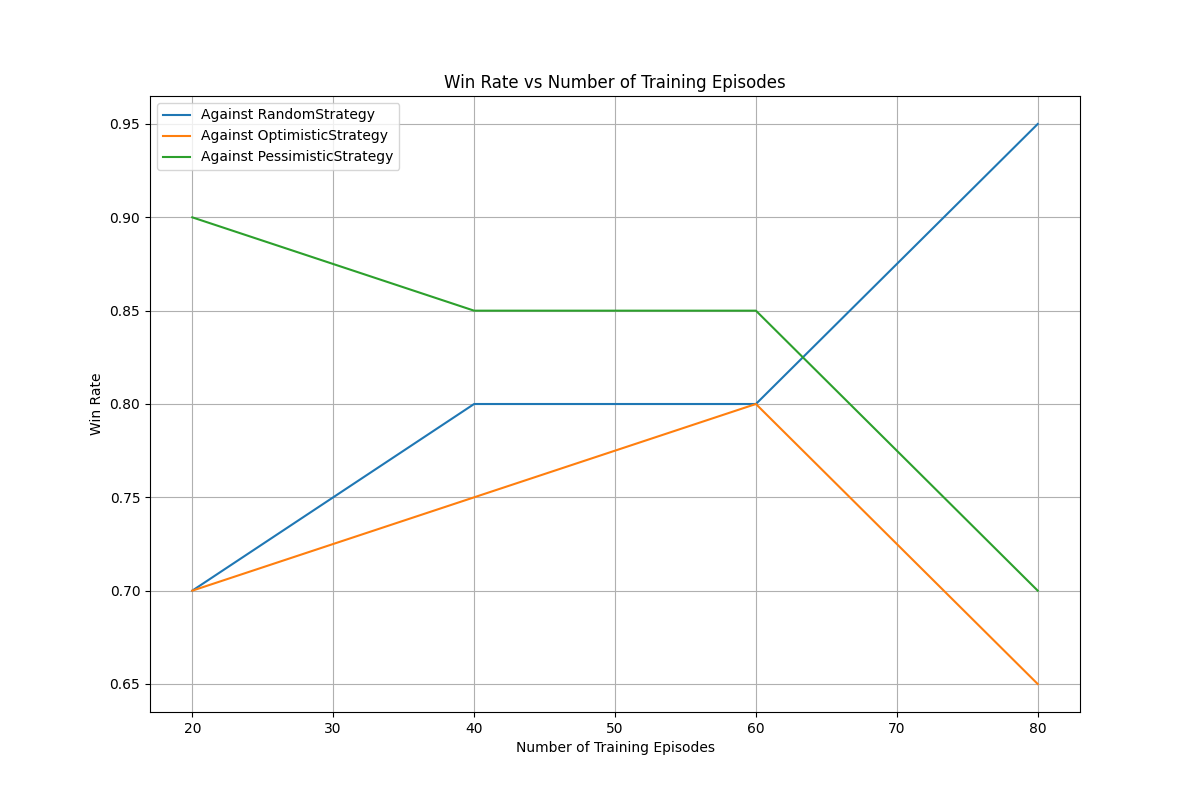 Win Rate vs Number of Training Episodes
Against RandomStrategy
Against OptimisticStrategy
Against PessimisticStrategy
0.95
0.90
0.85
0.80
0.75
0.70
0.65
Win Rate
20 30 40 50 60 70 80
Number of Training Episodes